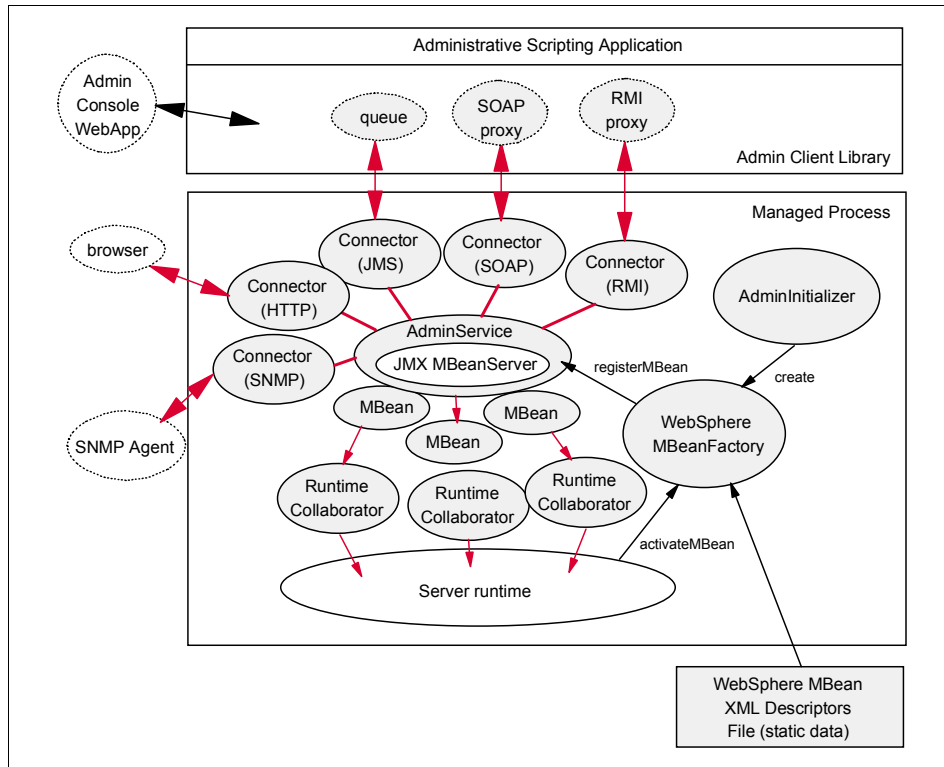 Administrative Scripting Application
Admin
Console
WebApp
queue
SOAP
proxy
RMI
proxy
Admin Client Library
Managed Process
browser
Connector
(JMS)
Connector
(SOAP)
Connector
(RMI)
Connector
(HTTP)
AdminInitializer
AdminService
JMX MBeanServer
Connector
(SNMP)
registerMBean
create
SNMP Agent
MBean
MBean
MBean
WebSphere
MBeanFactory
Runtime
Collaborator
Runtime
Collaborator
Runtime
Collaborator
activateMBean
Server runtime
WebSphere MBean
XML Descriptors
File (static data)